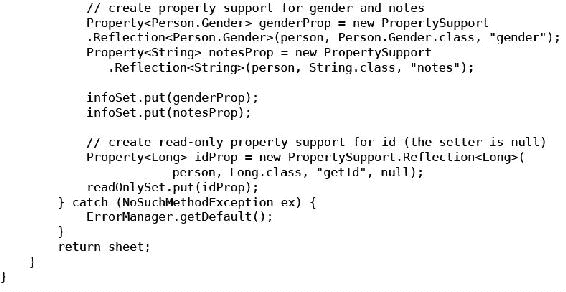 // create property support for gender and notes
Property<Person.Gender> genderProp = new PropertySupport
.Reflection<Person.Gender>(person, Person.Gender.class, "gender");
Property<String> notesProp = new PropertySupport
.Reflection<String>(person, String.class, "notes");
infoSet.put(genderProp);
infoSet.put(notesProp);
// create read-only property support for id (the setter is null)
Property<Long> idProp = new PropertySupport.Reflection<Long>(
person, Long.class, "getId", null);
readOnlySet.put(idProp);
} catch (NoSuchMethodException ex) {
ErrorManager.getDefault();
}
return sheet;
}
}